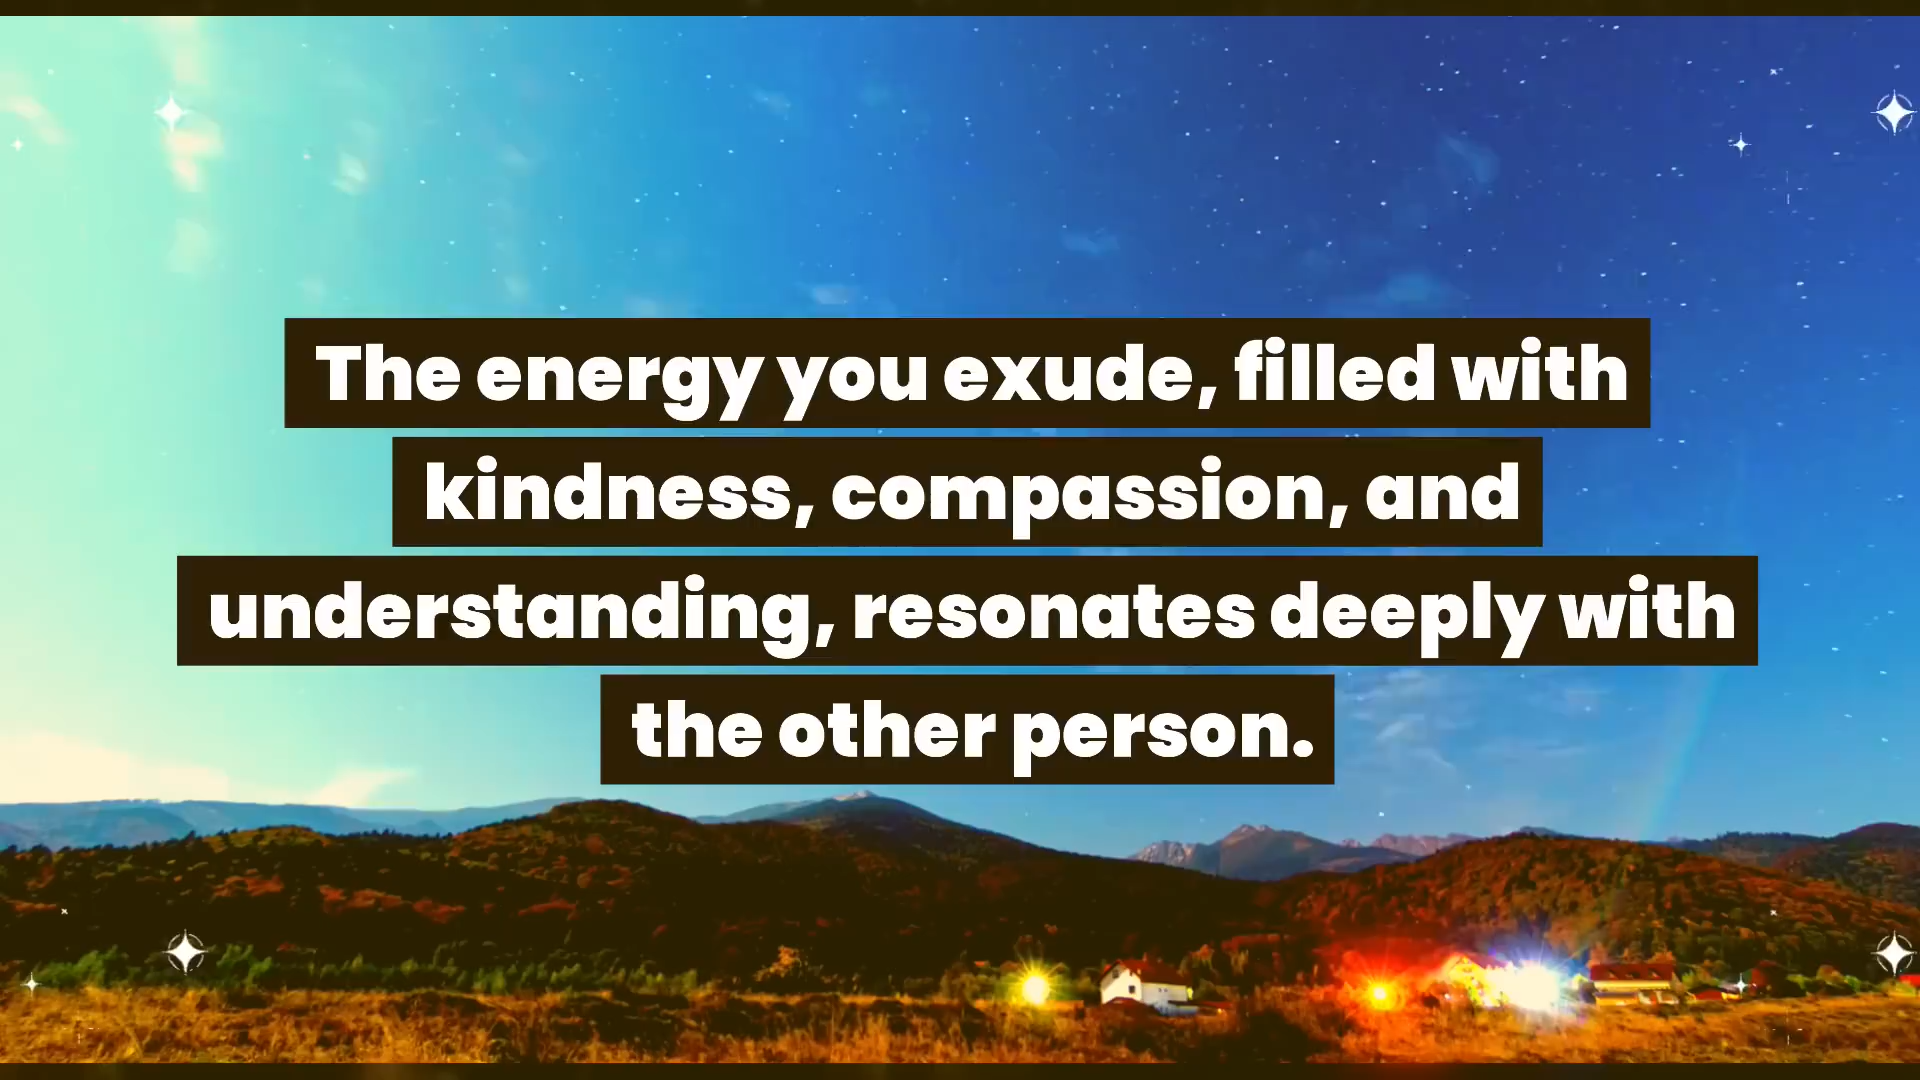 The energy you exude, filled with
kindness, compassion, and
understanding, resonates deeply with
the other person.